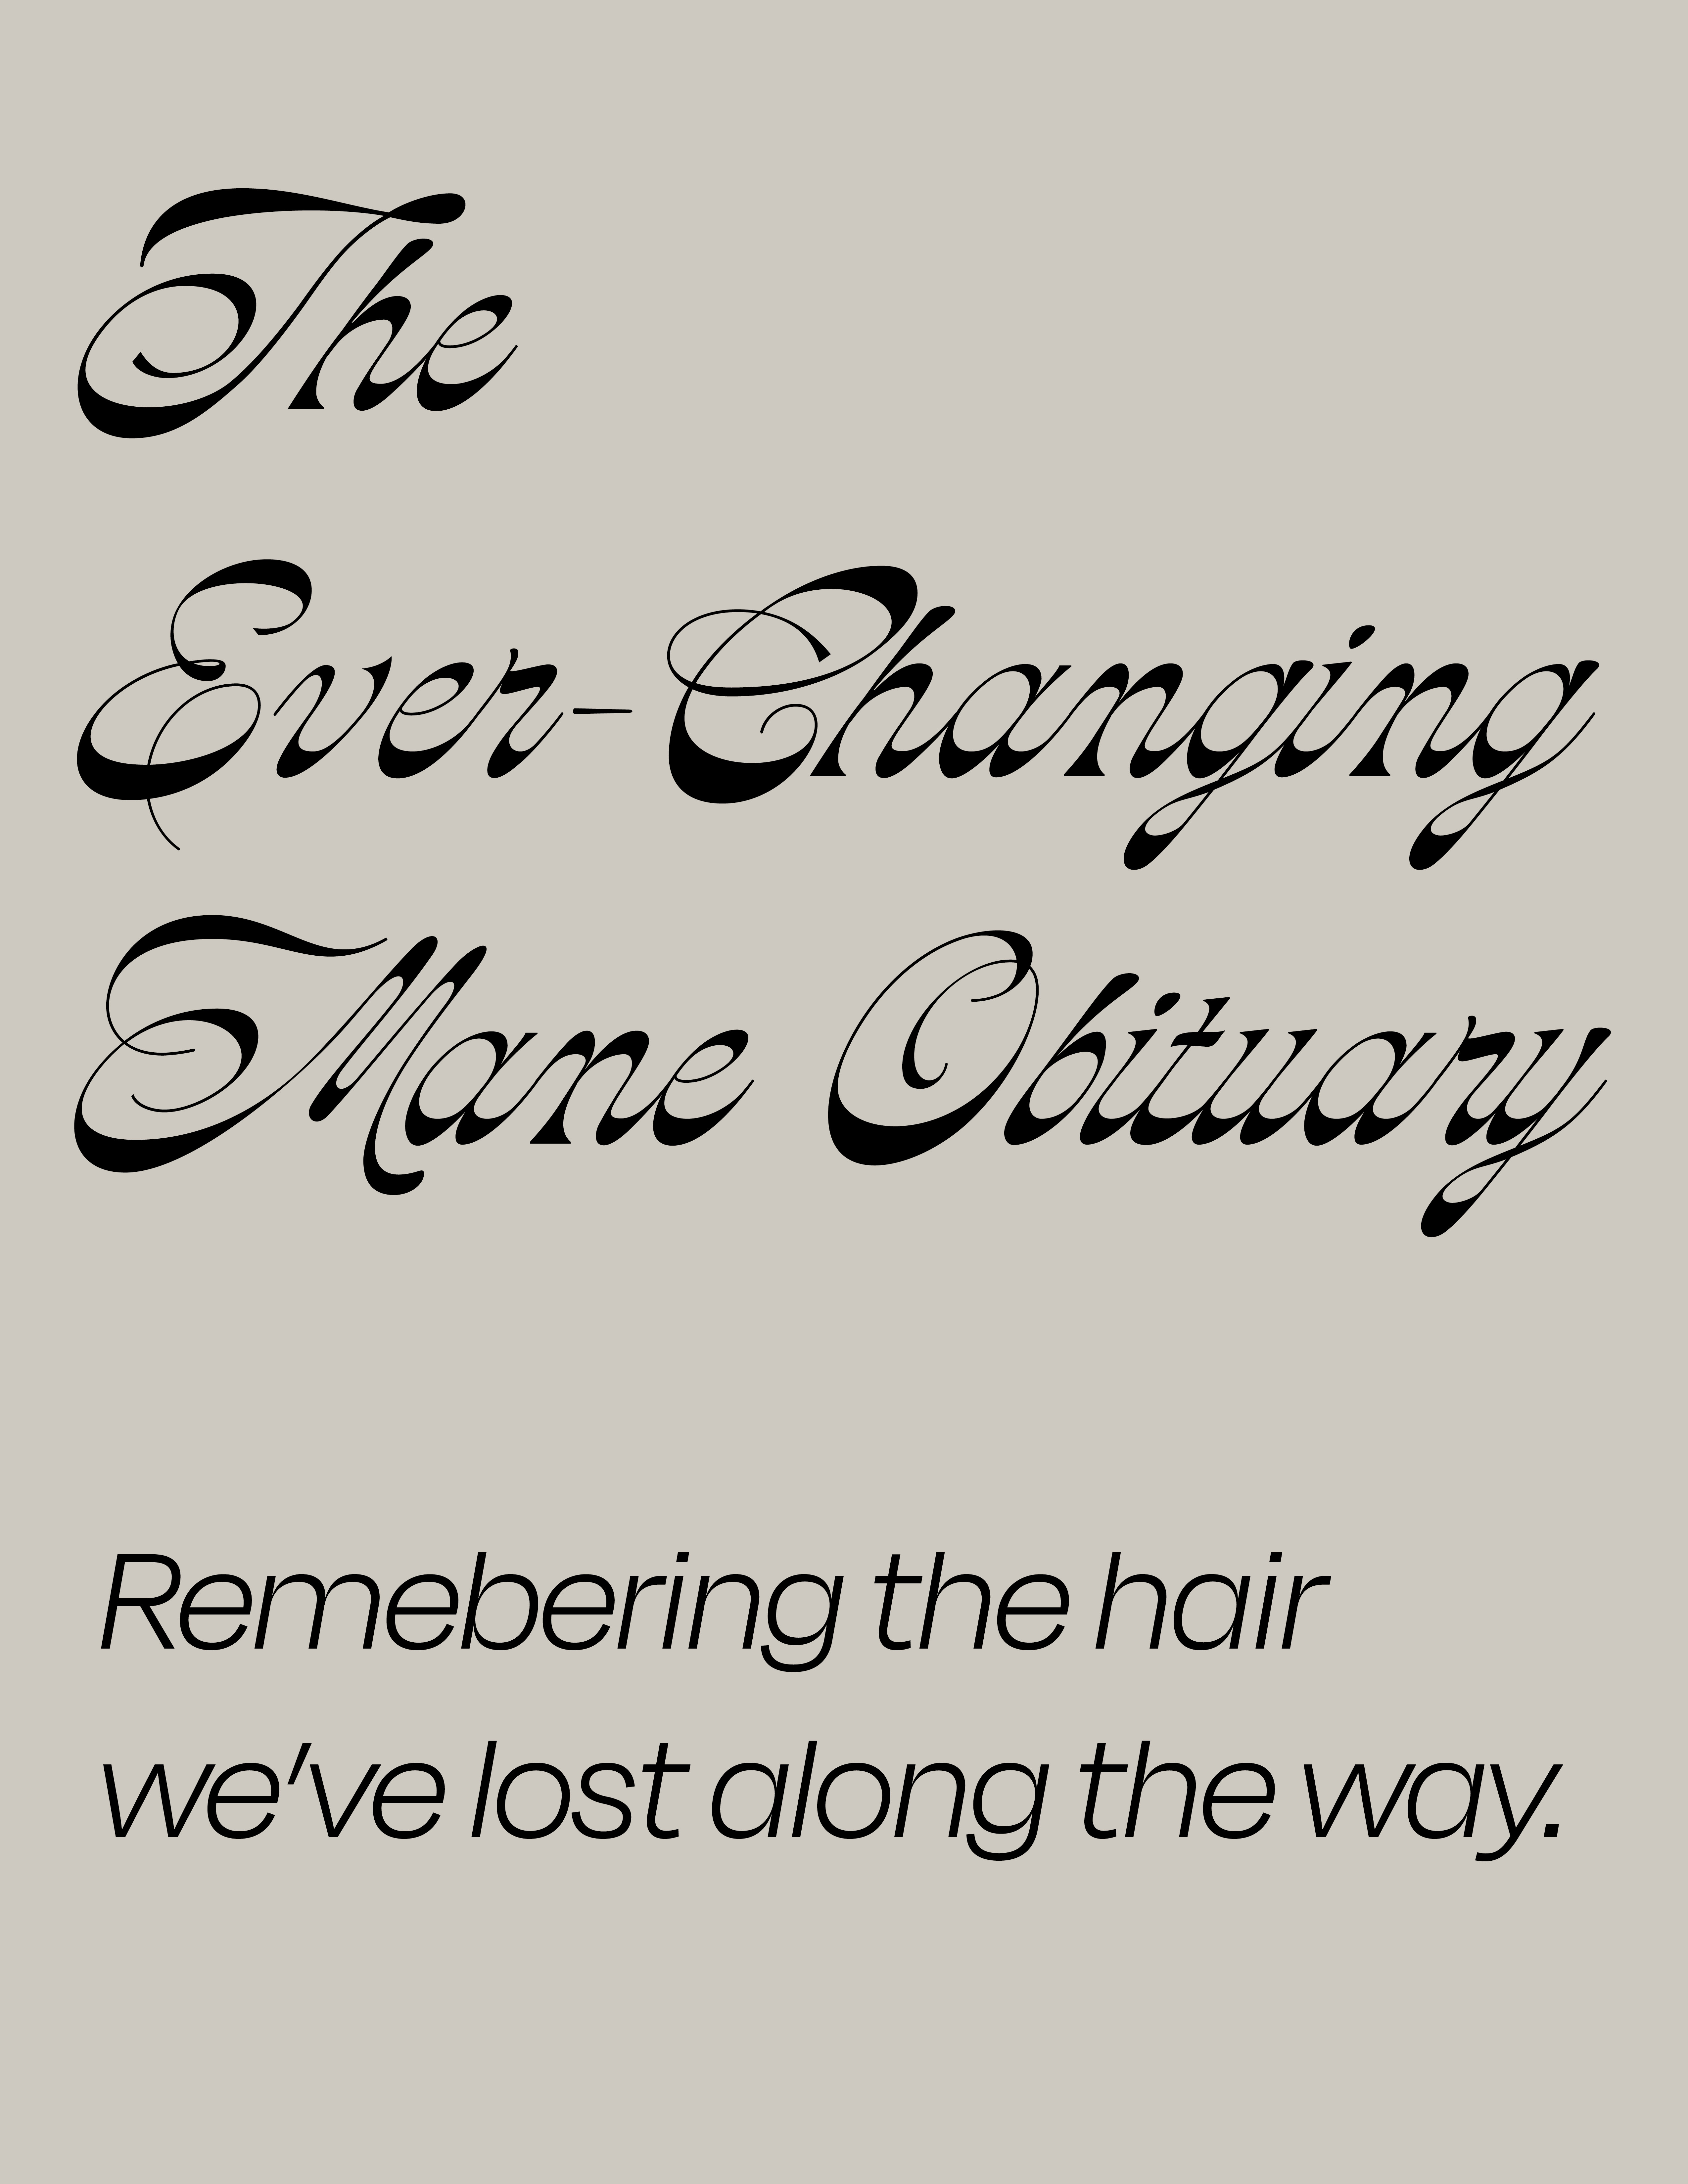 The
Ever-Changing
Mane Obituary
Remebering the hair
we've lost along the way.